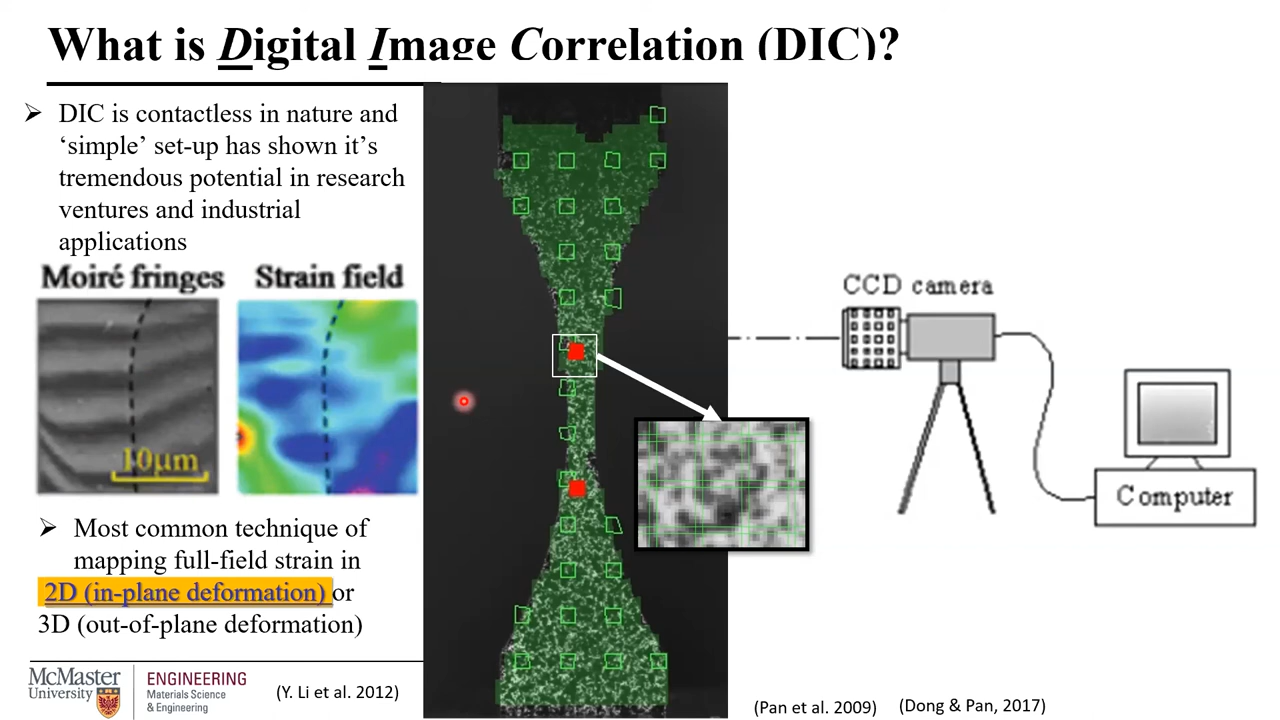 What is Digital Image Correlation (DIC)?
➢ DIC is contactless in nature and
‘simple’ set-up has shown it’s
tremendous potential in research
ventures and industrial
applications
Moiré fringes
Strain field
10μm
CCD camera
Computer
➢ Most common technique of
mapping full-field strain in
2D (in-plane deformation) or
3D (out-of-plane deformation)
McMaster
University
ENGINEERING
Materials Science
& Engineering
(Y. Li et al. 2012)
(Pan et al. 2009)
(Dong & Pan, 2017)